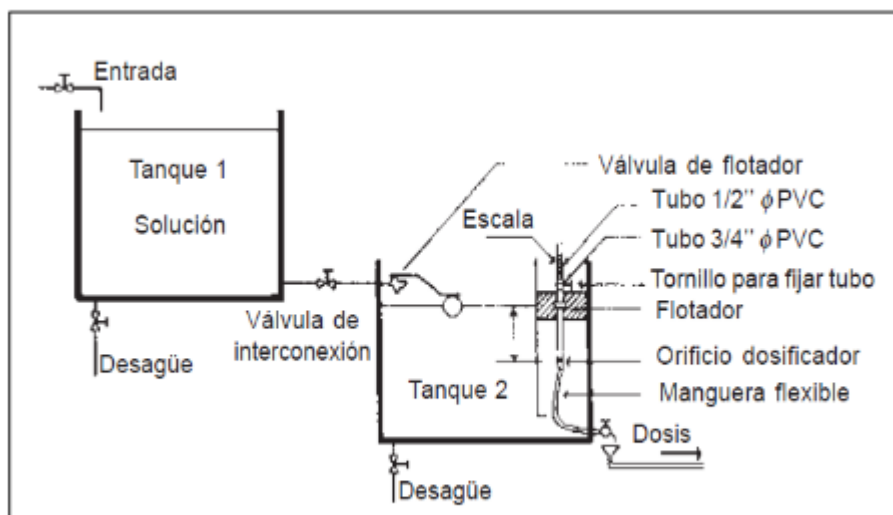 Entrada
Tanque 1
Solución
Desagüe
Válvula de
interconexión
Escala
Válvula de flotador
Tubo 1/2" ϕ PVC
Tubo 3/4" ϕ PVC
Tornillo para fijar tubo
Flotador
Orificio dosificador
Manguera flexible
Tanque 2
Dosis
Desagüe